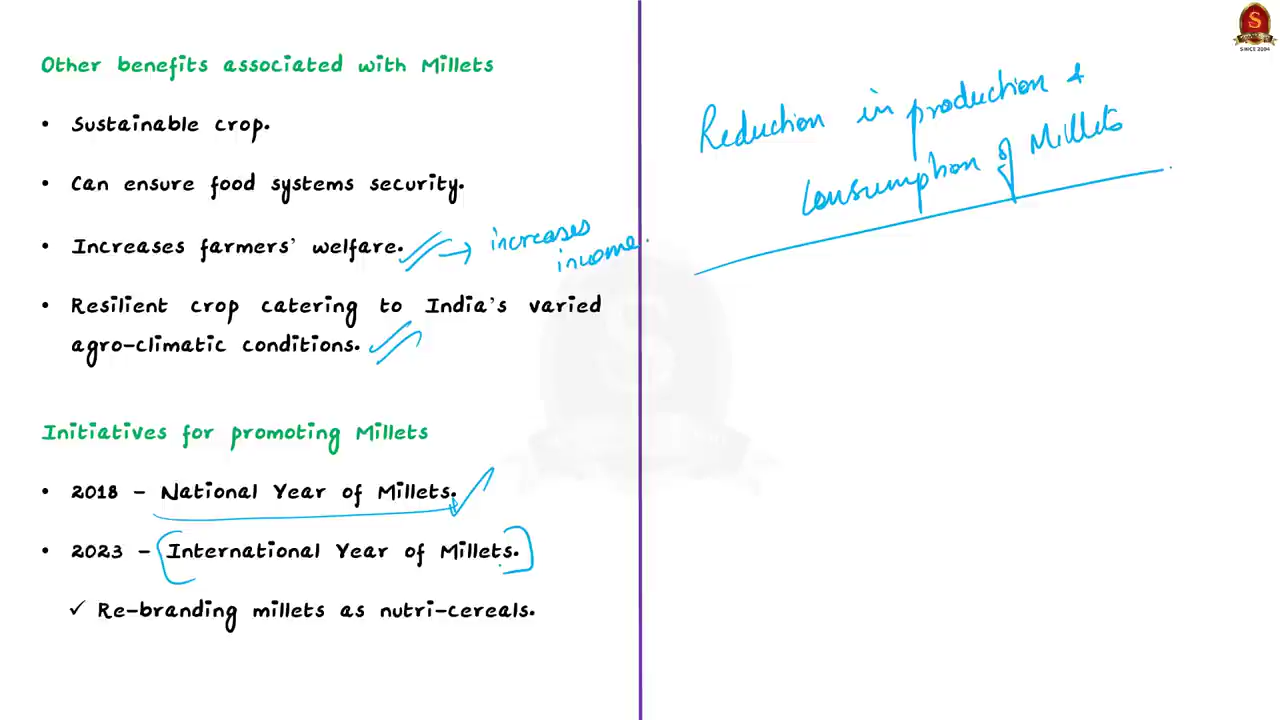 Other benefits associated with Millets
• Sustainable crop.
• Can ensure food systems security.
• Increases farmers' welfare. → increases
income.
• Resilient crop catering to India's varied
agro-climatic conditions.
Initiatives for promoting Millets
• 2018 - National Year of Millets.
• 2023 - [International Year of Millets.]
✓ Re-branding millets as nutri-cereals.
Reduction in production &
Consumption of Millets
S
SINCE 2004